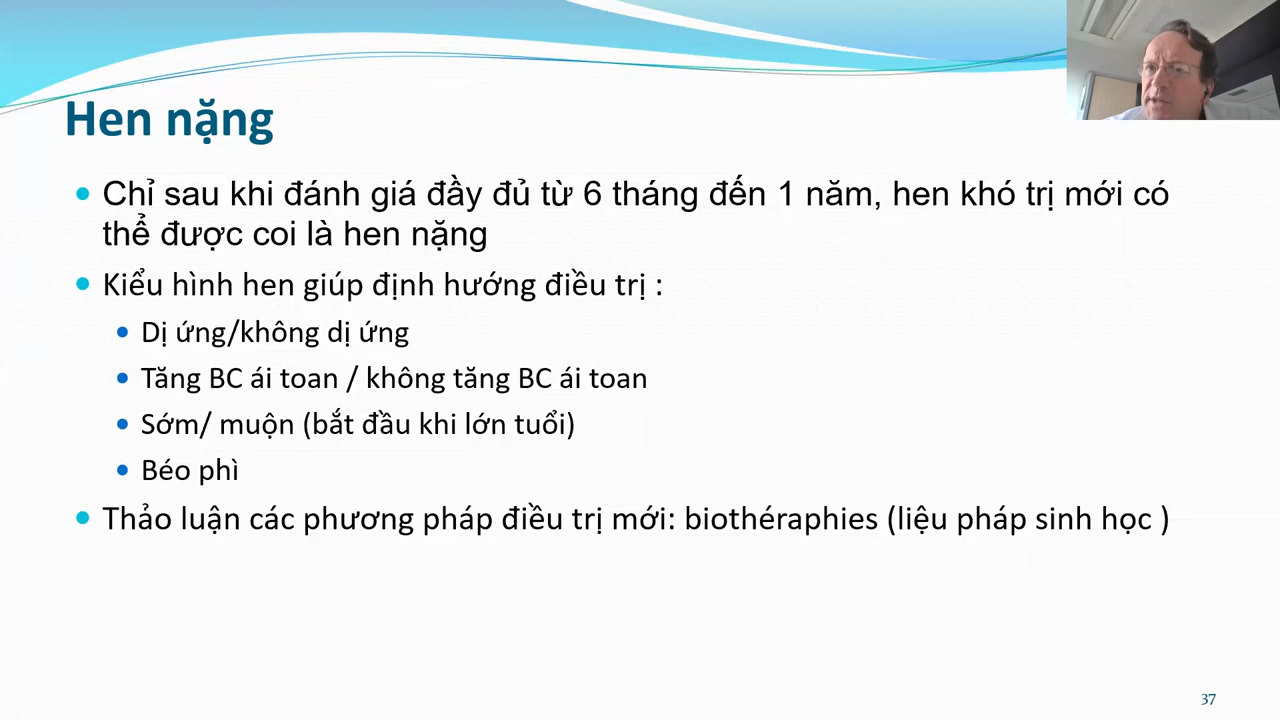 Hen nặng
Chỉ sau khi đánh giá đầy đủ từ 6 tháng đến 1 năm, hen khó trị mới có
thể được coi là hen nặng
Kiểu hình hen giúp định hướng điều trị :
Dị ứng/không dị ứng
Tăng BC ái toan / không tăng BC ái toan
Sớm/ muộn (bắt đầu khi lớn tuổi)
Béo phì
Thảo luận các phương pháp điều trị mới: biothéraphies (liệu pháp sinh học )
37